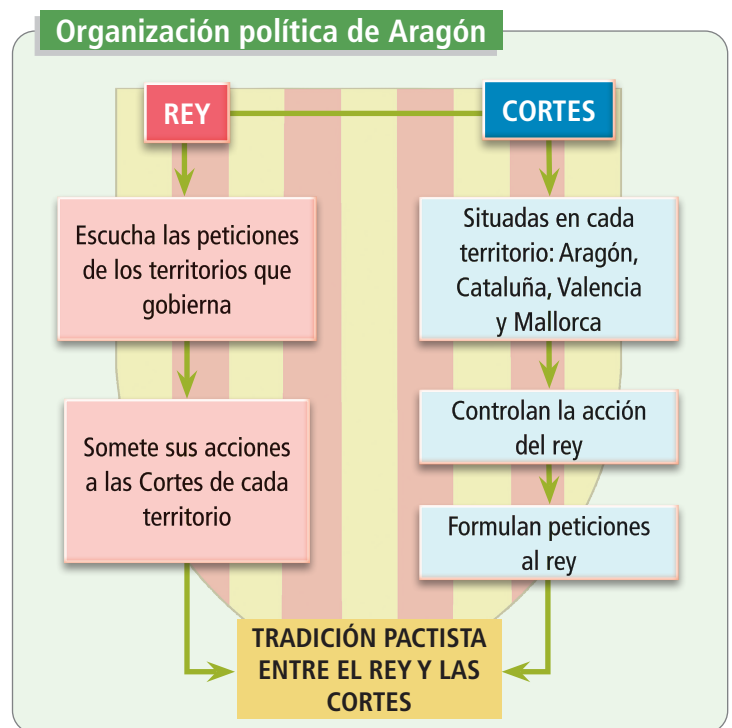 Organización política de Aragón
REY
CORTES
Escucha las peticiones
de los territorios que
gobierna
Somete sus acciones
a las Cortes de cada
territorio
Situadas en cada
territorio: Aragón,
Cataluña, Valencia
y Mallorca
Controlan la acción
del rey
Formulan peticiones
al rey
TRADICIÓN PACTISTA
ENTRE EL REY Y LAS
CORTES